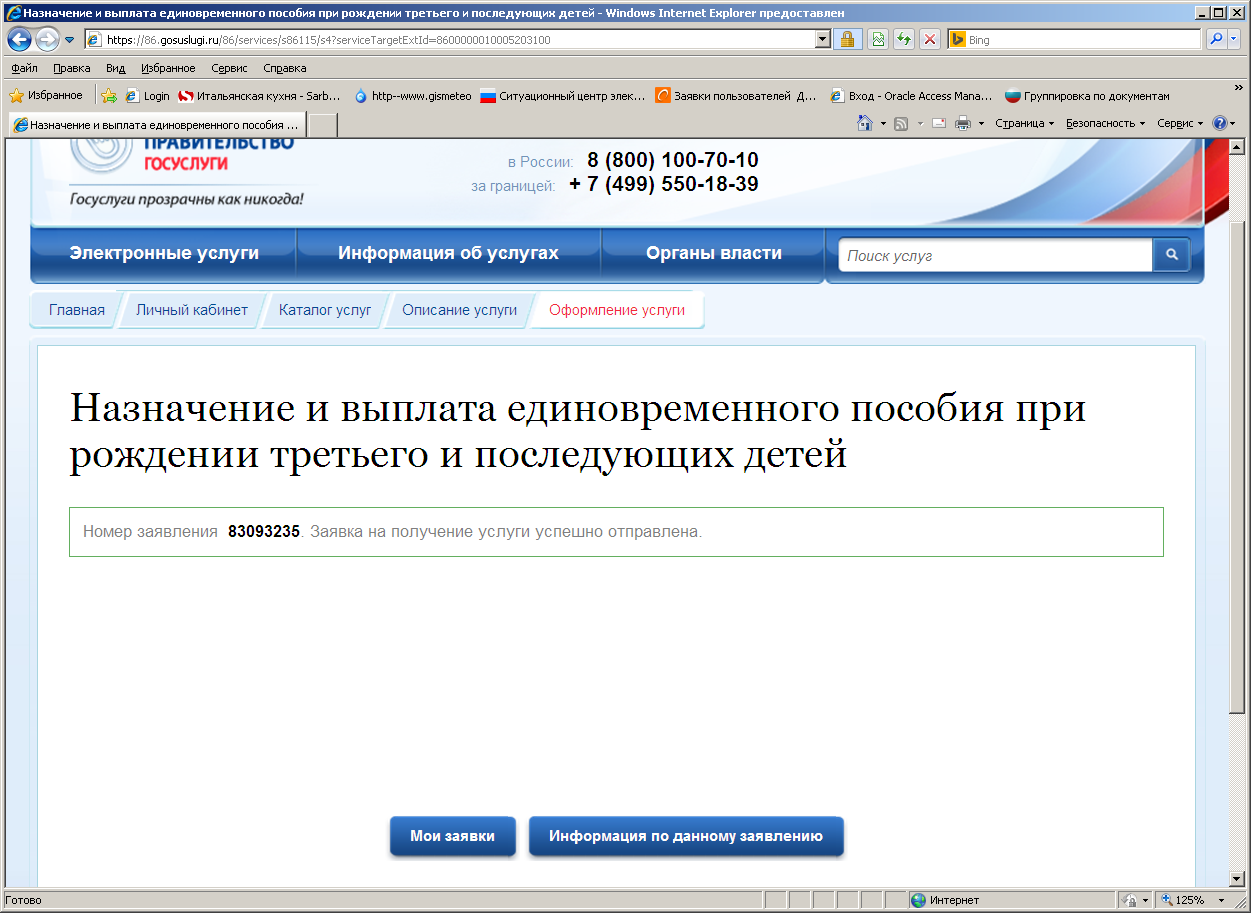 Назначение и выплата единовременного пособия при рождении третьего и последующих детей - Windows Internet Explorer предоставлен
https://86.gosuslugi.ru/86/services/s86115/s4?serviceTargetExtId=8600000010005203100
Bing
Файл Правка Вид Избранное Сервис Справка
Избранное Login Итальянская кухня - Sarb... http--www.gismeteo Ситуационный центр элек... Заявки пользователей Д... Вход - Oracle Access Mana... Группировка по документам
Назначение и выплата единовременного пособия ... Страница Безопасность Сервис
ПРАВИТЕЛЬСТВО
ГОСУСЛУГИ
Госуслуги прозрачны как никогда!
в России: 8 (800) 100-70-10
за границей: + 7 (499) 550-18-39
Электронные услуги Информация об услугах Органы власти Поиск услуг
Главная Личный кабинет Каталог услуг Описание услуги Оформление услуги
Назначение и выплата единовременного пособия при
рождении третьего и последующих детей
Номер заявления 83093235. Заявка на получение услуги успешно отправлена.
Мои заявки Информация по данному заявлению
Готово Интернет 125%